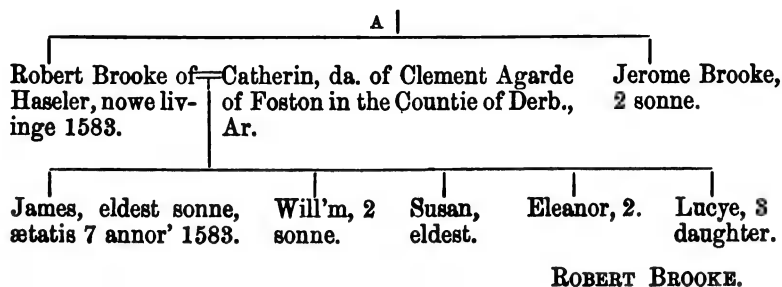 A
Robert Brooke of
Haseler, nowe liv-
inge 1583.
Catherin, da. of Clement Agarde
of Foston in the Countie of Derb.,
Ar.
Jerome Brooke,
2 sonne.
James, eldest sonne,
ætatis 7 annor' 1583.
Will'm, 2
sonne.
Susan,
eldest.
Eleanor, 2.
Lucye, 3
daughter.
ROBERT BROOKE.